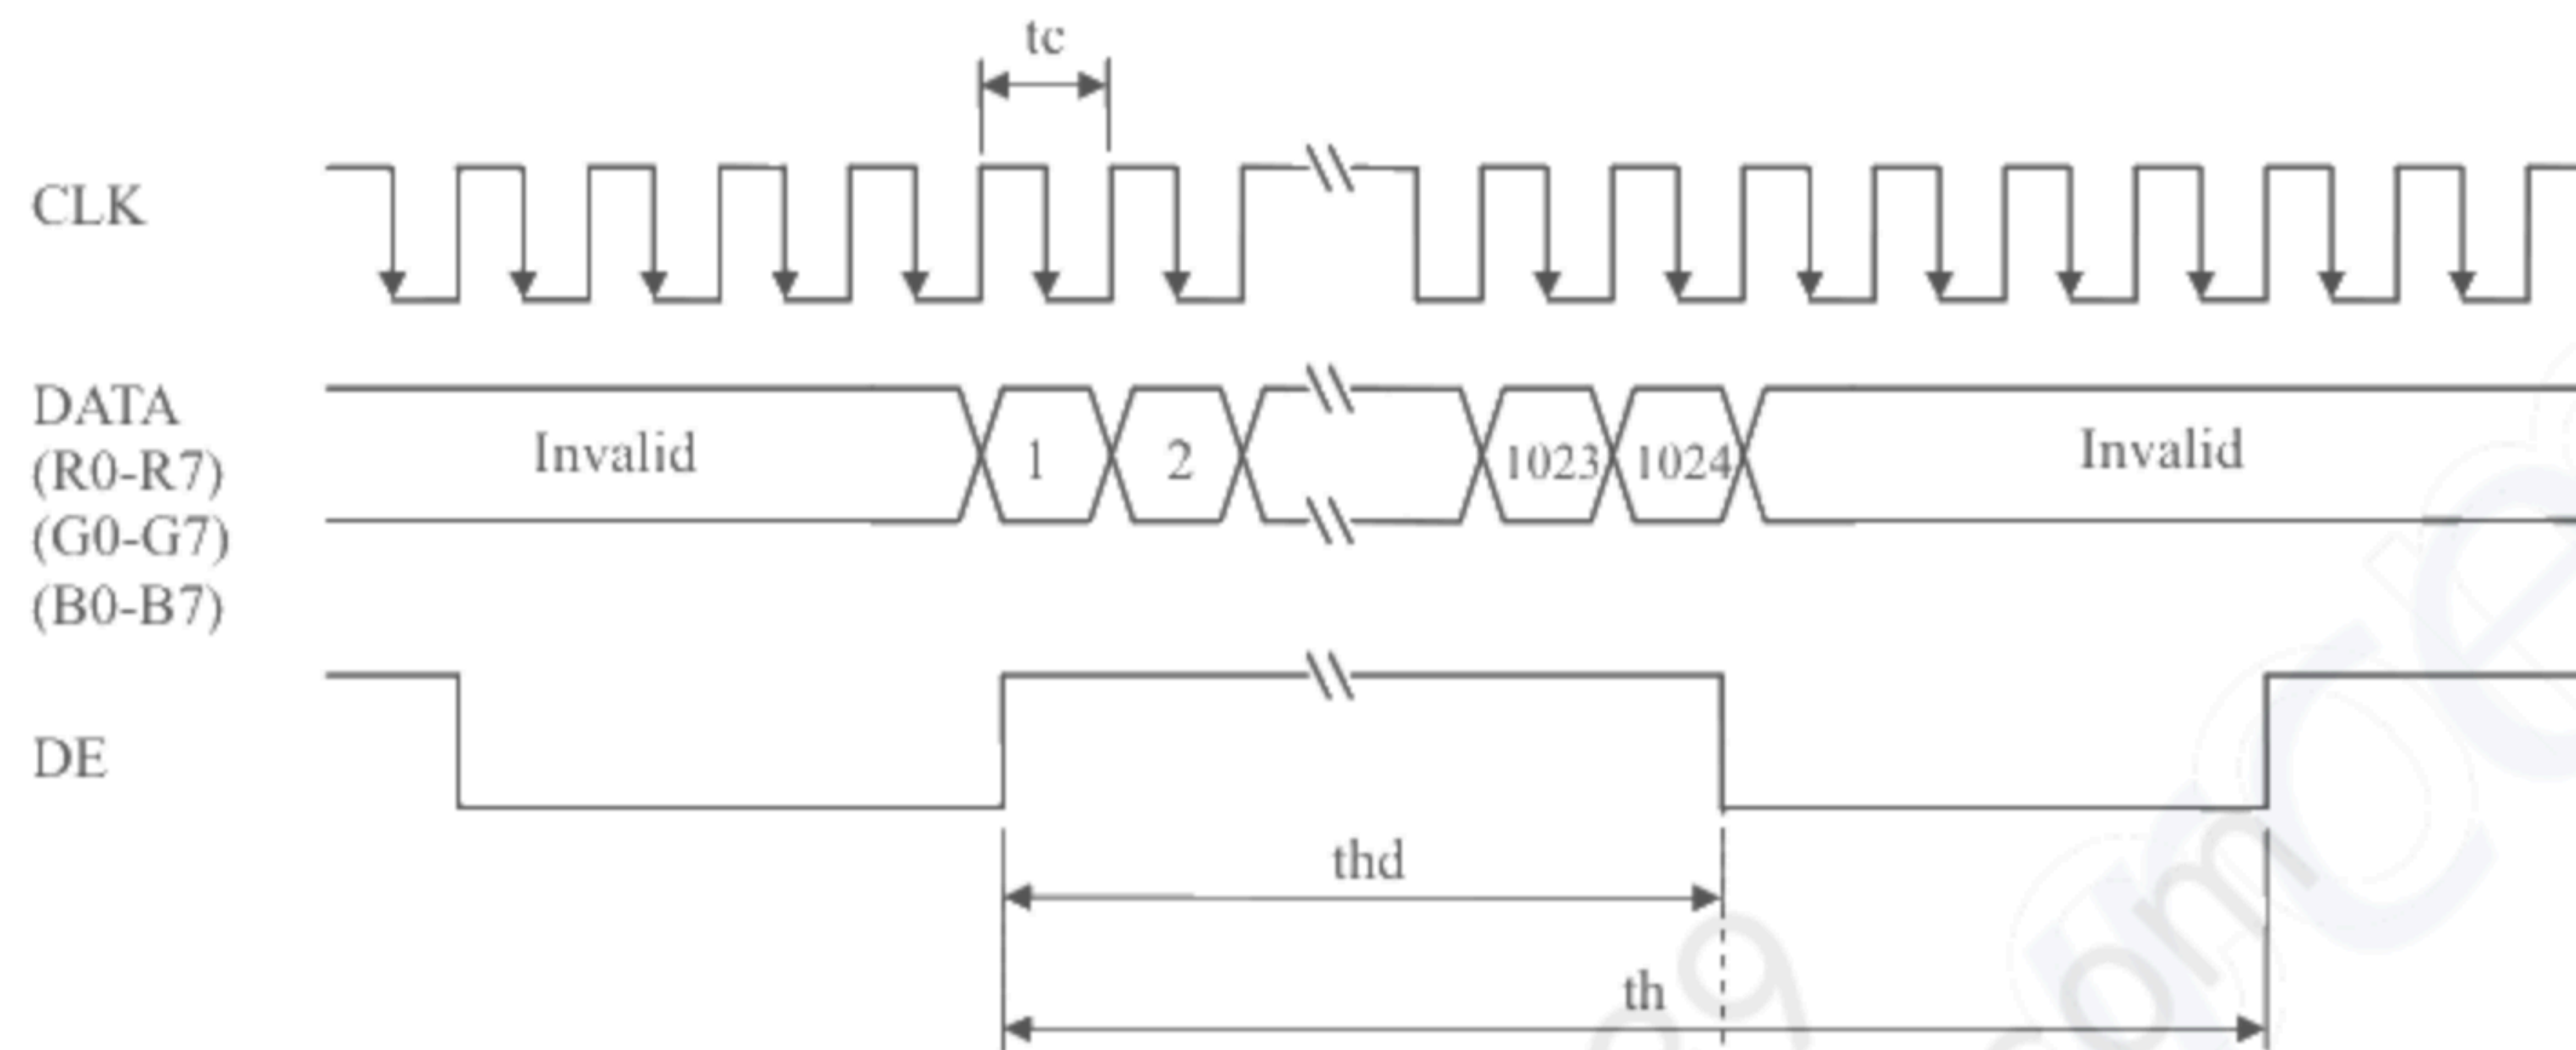 tc
CLK
DATA
(R0-R7)
(G0-G7)
(B0-B7)
Invalid
1
2
1023
1024
Invalid
DE
thd
th